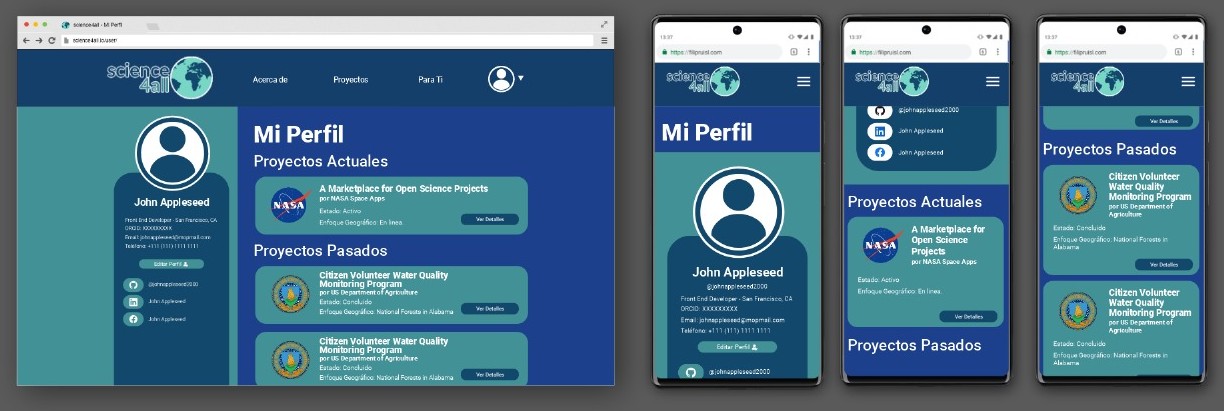 science4all - Mi Perfil
science4all.io/user/
science
4all
Acerca de
Proyectos
Para Ti
John Appleseed
Front End Developer - San Francisco, CA
ORCID: XXXXXXXXX
Email: johnappleseed@mopmail.com
Teléfono: +111 (111) 1111 1111
Editar Perfil
@johnappleseed2000
John Appleseed
John Appleseed
Mi Perfil
Proyectos Actuales
NASA
A Marketplace for Open Science Projects
por NASA Space Apps
Estado: Activo
Enfoque Geográfico: En linea.
Ver Detalles
Proyectos Pasados
Citizen Volunteer Water Quality
Monitoring Program
por US Department of Agriculture
Estado: Concluido
Enfoque Geográfico: National Forests in Alabama
Ver Detalles
Citizen Volunteer Water Quality
Monitoring Program
por US Department of Agriculture
Estado: Concluido
Enfoque Geográfico: National Forests in Alabama
Ver Detalles
13:37
https://filipruisl.com
science
4all
Mi Perfil
John Appleseed
@johnappleseed2000
Front End Developer - San Francisco, CA
ORCID: XXXXXXXXX
Email: johnappleseed@mopmail.com
Teléfono: +111 (111) 1111 1111
Editar Perfil
@johnappleseed2000
13:37
https://filipruisl.com
science
4all
@johnappleseed2000
John Appleseed
John Appleseed
Proyectos Actuales
NASA
A Marketplace for
Open Science
Projects
por NASA Space Apps
Estado: Activo
Enfoque Geográfico: En linea.
Ver Detalles
Proyectos Pasados
13:37
https://filipruisl.com
science
4all
Ver Detalles
Proyectos Pasados
Citizen Volunteer
Water Quality
Monitoring Program
por US Department of
Agriculture
Estado: Concluido
Enfoque Geográfico: National Forests in
Alabama
Ver Detalles
Citizen Volunteer
Water Quality
Monitoring Program
por US Department of
Agriculture
Estado: Concluido
Enfoque Geográfico: National Forests in
Alabama